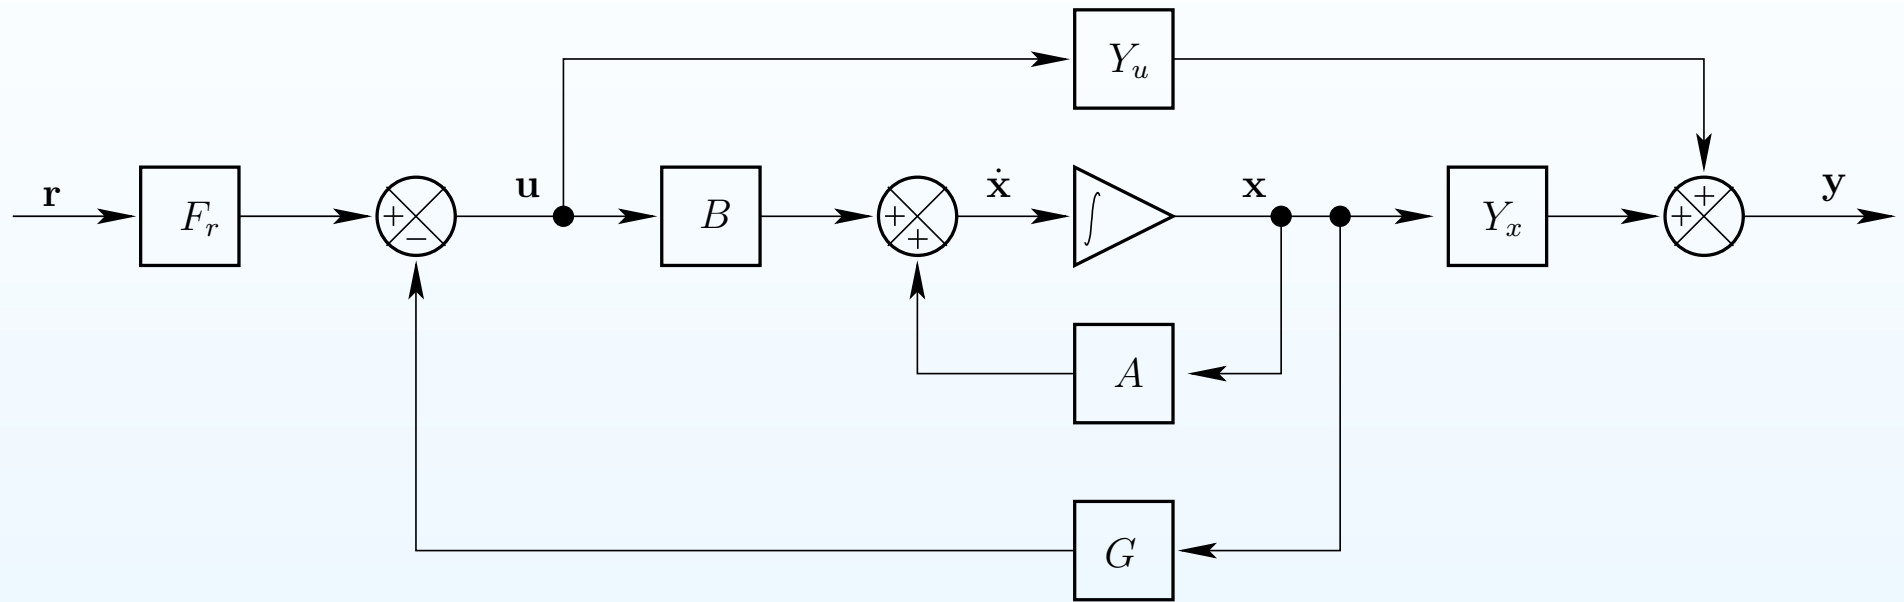 Y_u
r
F_r
+
−
u
B
+
+
ẋ
∫
x
Y_x
+
+
y
A
G